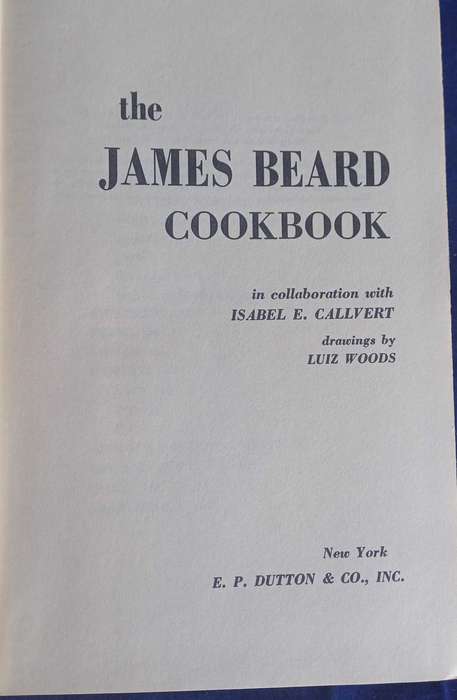 the
JAMES BEARD
COOKBOOK
in collaboration with
ISABEL E. CALLVERT
drawings by
LUIZ WOODS
New York
E. P. DUTTON & CO., INC.